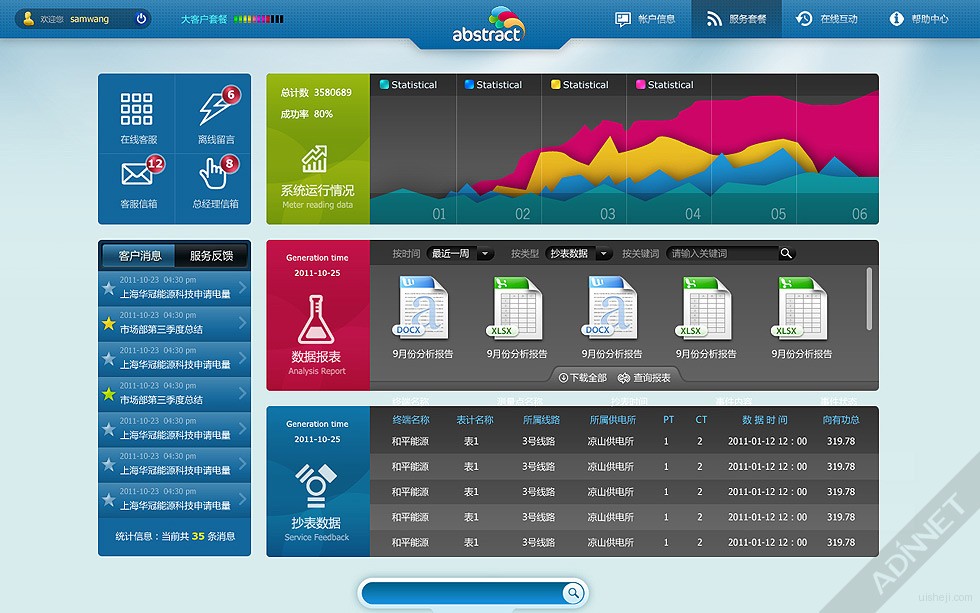 欢迎您 samwang
大客户套餐
abstract
帐户信息 服务套餐 在线互动 帮助中心
在线客服
6
离线留言
12
客服信箱
8
总经理信箱
总计数 3580689
成功率 80%
系统运行情况
Meter reading data
Statistical Statistical Statistical Statistical
01 02 03 04 05 06
客户消息 服务反馈
2011-10-23 04:30 pm
上海华冠能源科技申请电量
2011-10-23 04:30 pm
市场部第三季度总结
2011-10-23 04:30 pm
上海华冠能源科技申请电量
2011-10-23 04:30 pm
市场部第三季度总结
2011-10-23 04:30 pm
上海华冠能源科技申请电量
2011-10-23 04:30 pm
上海华冠能源科技申请电量
2011-10-23 04:30 pm
上海华冠能源科技申请电量
统计信息：当前共 35 条消息
Generation time
2011-10-25
数据报表
Analysis Report
按时间 最近一周 按类型 抄表数据 按关键词 请输入关键词
DOCX XLSX DOCX XLSX XLSX
9月份分析报告 9月份分析报告 9月份分析报告 9月份分析报告 9月份分析报告
下载全部 查询报表
Generation time
2011-10-25
抄表数据
Service Feedback
终端名称 表计名称 所属线路 所属供电所 PT CT 数 据 时 间 向有功总
和平能源 表1 3号线路 凉山供电所 1 2 2011-01-12 12：00 319.78
和平能源 表1 3号线路 凉山供电所 1 2 2011-01-12 12：00 319.78
和平能源 表1 3号线路 凉山供电所 1 2 2011-01-12 12：00 319.78
和平能源 表1 3号线路 凉山供电所 1 2 2011-01-12 12：00 319.78
和平能源 表1 3号线路 凉山供电所 1 2 2011-01-12 12：00 319.78
ADiNNET
uisheji.com